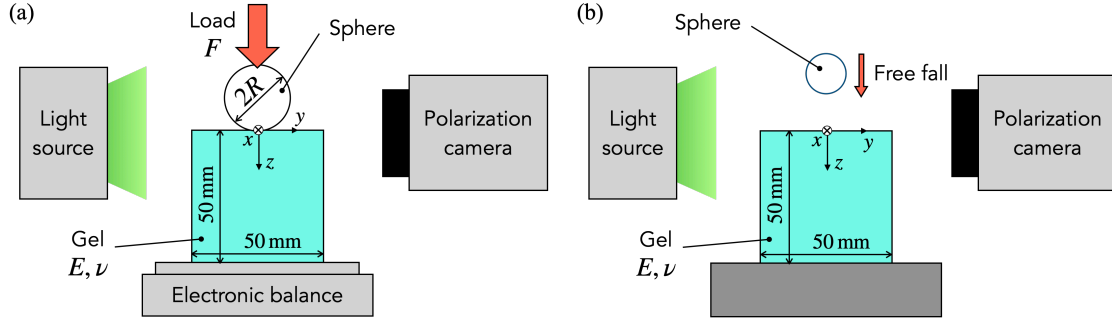 (a)
Load
F
Sphere
2R
Light
source
x
y
z
Polarization
camera
50 mm
50 mm
Gel
E, ν
Electronic balance
(b)
Sphere
Free fall
Light
source
x
y
z
Polarization
camera
50 mm
50 mm
Gel
E, ν